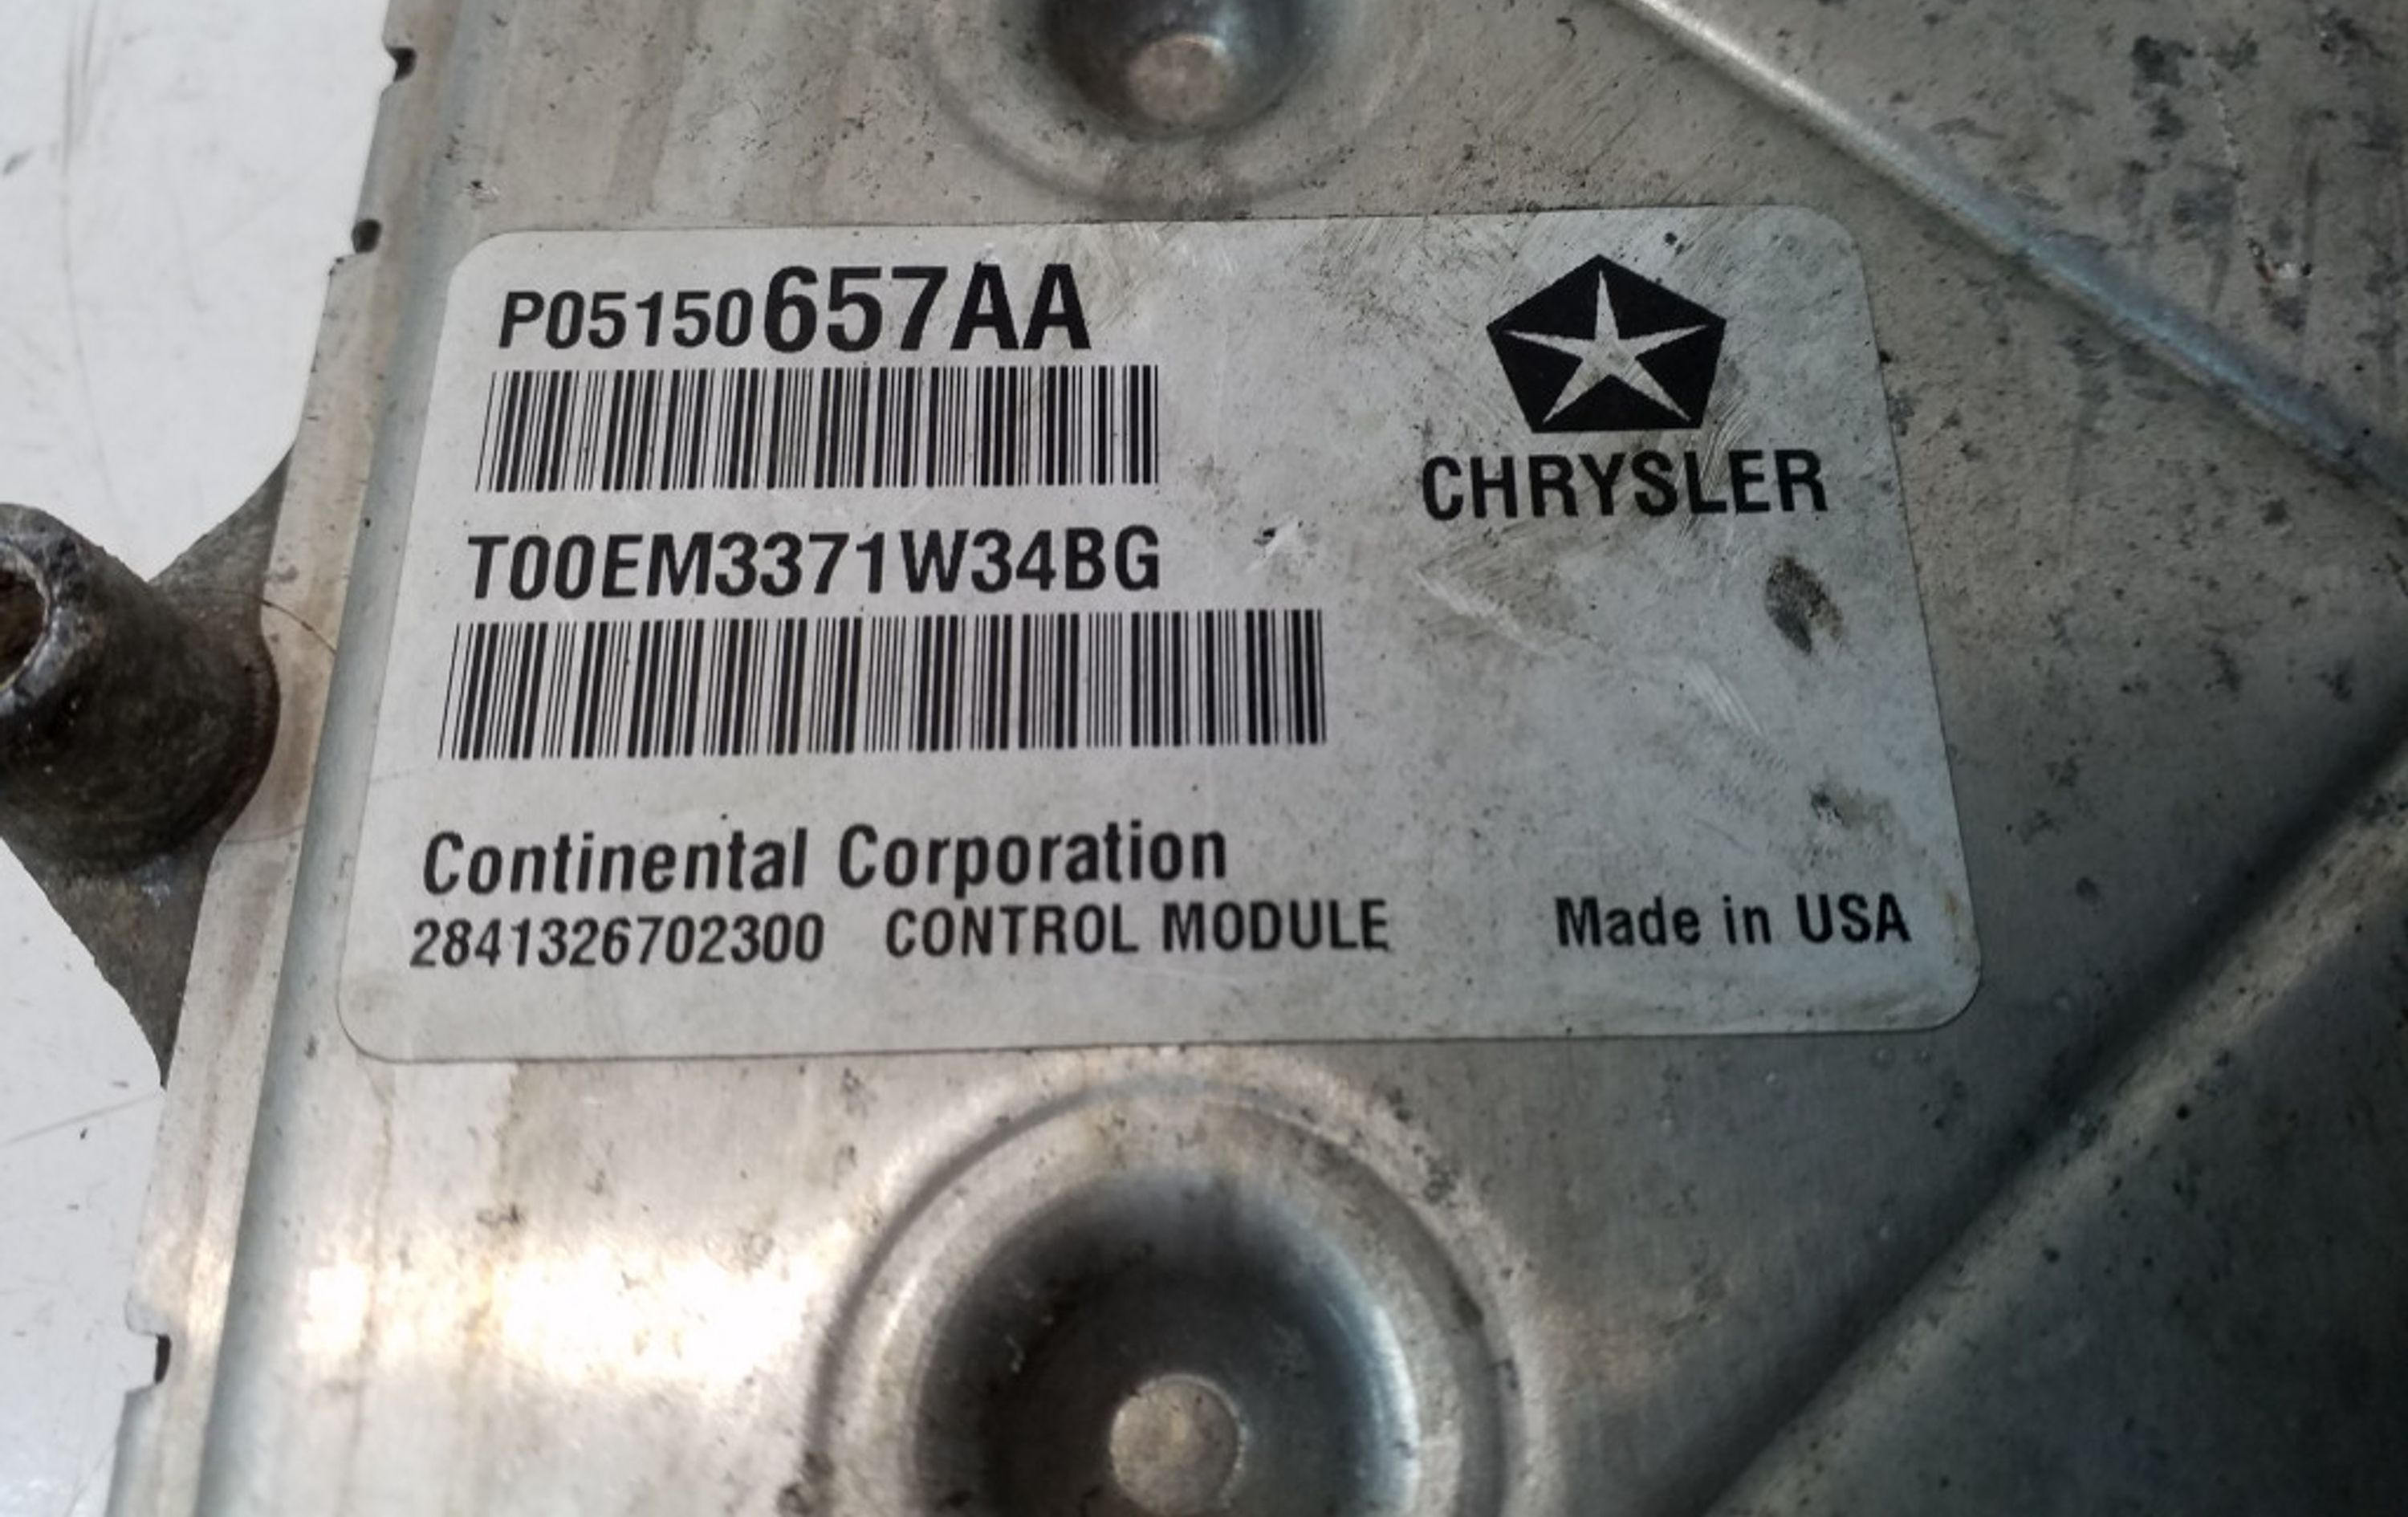 P05150657AA
CHRYSLER
T00EM3371W34BG
Continental Corporation
2841326702300 CONTROL MODULE Made in USA